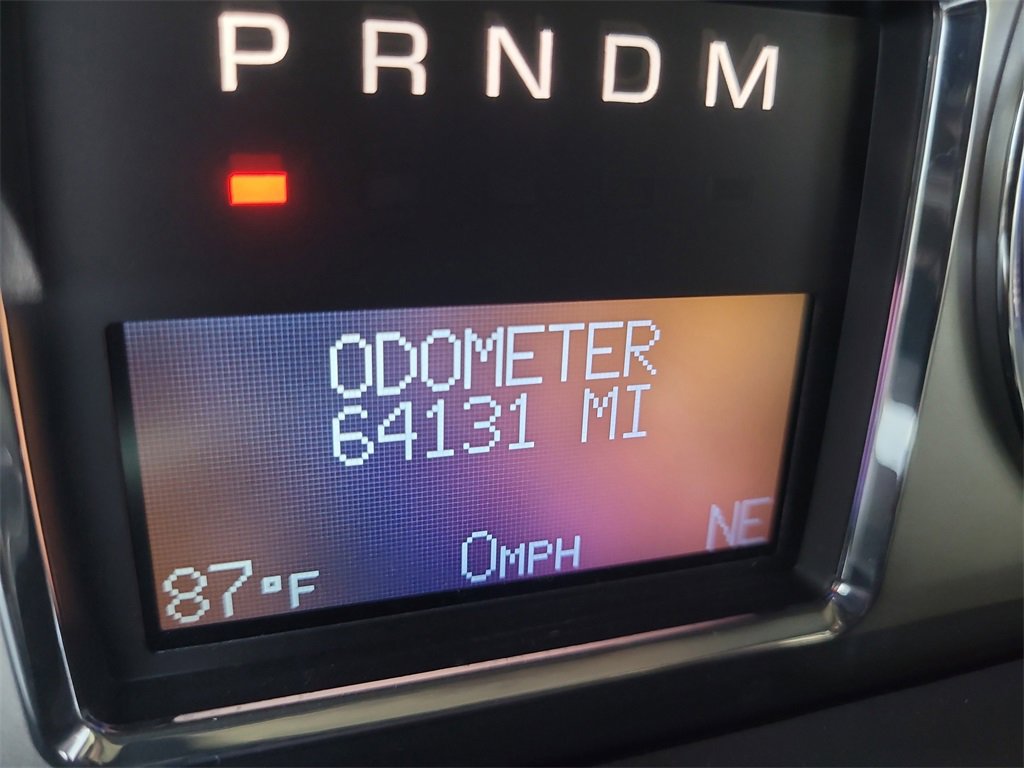 P R N D M
ODOMETER
64131 MI
87°F 0MPH NE